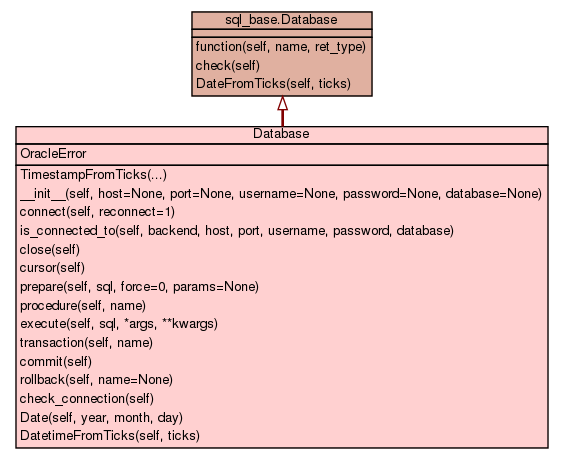 sql_base.Database
function(self, name, ret_type)
check(self)
DateFromTicks(self, ticks)
Database
OracleError
TimestampFromTicks(...)
__init__(self, host=None, port=None, username=None, password=None, database=None)
connect(self, reconnect=1)
is_connected_to(self, backend, host, port, username, password, database)
close(self)
cursor(self)
prepare(self, sql, force=0, params=None)
procedure(self, name)
execute(self, sql, *args, **kwargs)
transaction(self, name)
commit(self)
rollback(self, name=None)
check_connection(self)
Date(self, year, month, day)
DatetimeFromTicks(self, ticks)